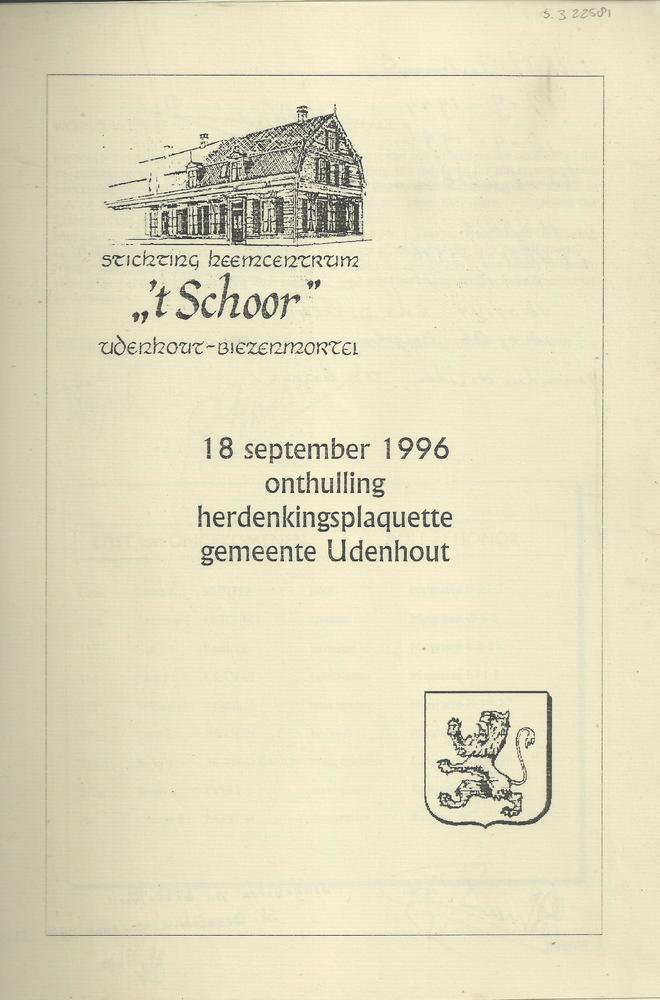 S. 3 22581
stichting heemcentrum
„'t Schoor”
udenhout-biezenmortel
18 september 1996
onthulling
herdenkingsplaquette
gemeente Udenhout